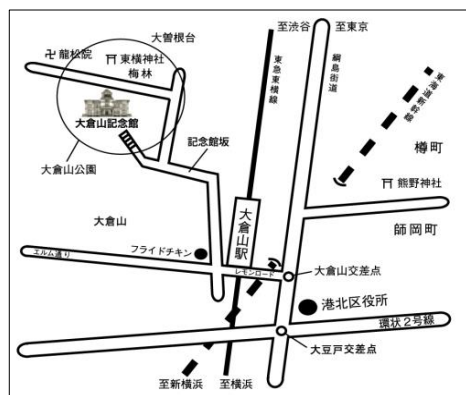 大曽根台
至渋谷
至東京
卍 龍松院
东横神社
梅林
東急東横線
綱島街道
東海道新幹線
大倉山記念館
記念館坂
樽町
大倉山公園
熊野神社
大倉山
大倉山駅
師岡町
フライドチキン
エルム通り
レモンロード
大倉山交差点
港北区役所
環状2号線
大豆戸交差点
至新横浜
至横浜